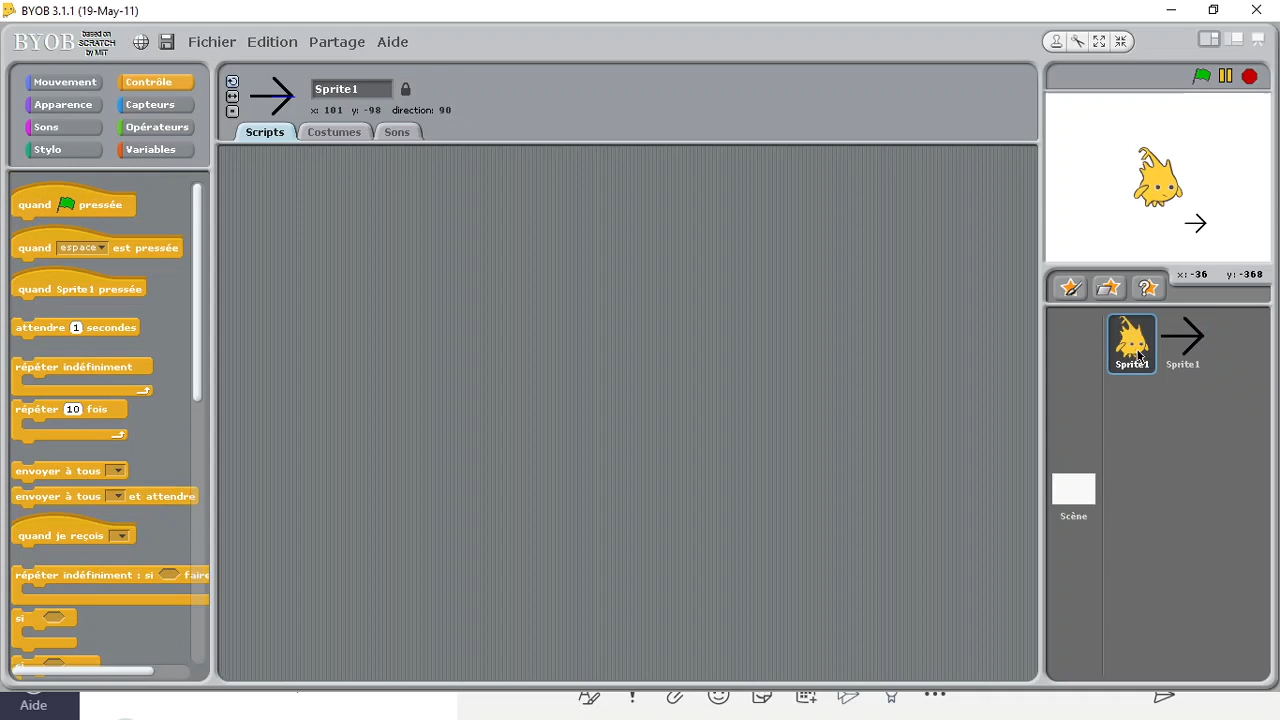 BYOB 3.1.1 (19-May-11)
BYOB based on SCRATCH by MIT Fichier Edition Partage Aide
Mouvement Contrôle
Apparence Capteurs
Sons Opérateurs
Stylo Variables
Sprite1
x: 101 y: -98 direction: 90
Scripts Costumes Sons
quand pressée
quand espace est pressée
quand Sprite1 pressée
attendre 1 secondes
répéter indéfiniment
répéter 10 fois
envoyer à tous
envoyer à tous et attendre
quand je reçois
répéter indéfiniment : si faire
si
si
x: -36 y: -368
Sprite1 Sprite1
Scène
Aide